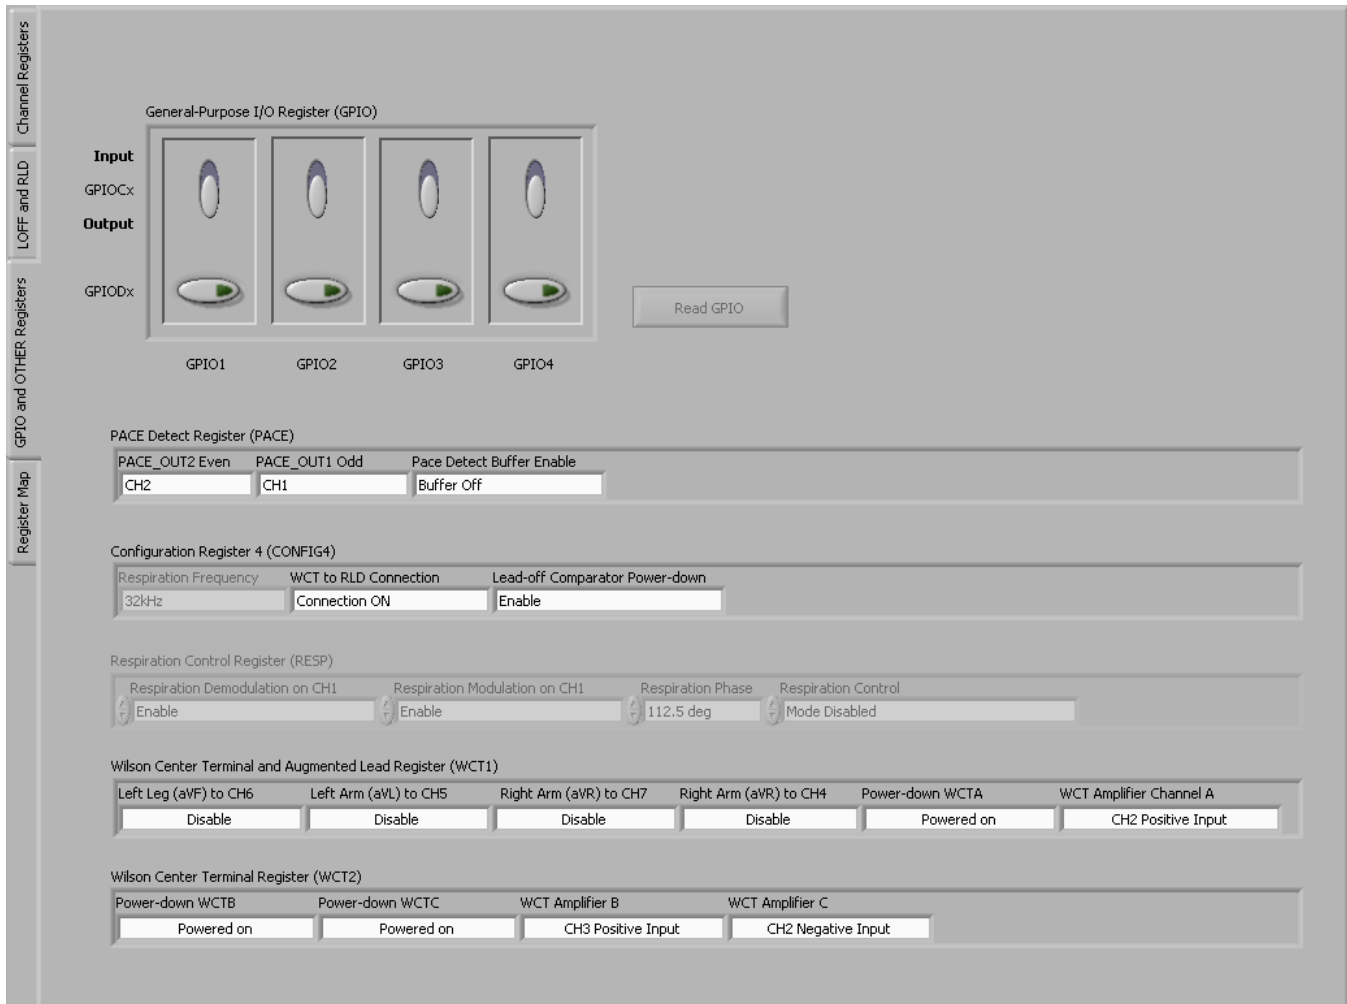 Channel Registers
LOFF and RLD
GPIO and OTHER Registers
Register Map
General-Purpose I/O Register (GPIO)
Input
GPIOCx
Output
GPIODx
Read GPIO
GPIO1 GPIO2 GPIO3 GPIO4
PACE Detect Register (PACE)
PACE_OUT2 Even PACE_OUT1 Odd Pace Detect Buffer Enable
CH2 CH1 Buffer Off
Configuration Register 4 (CONFIG4)
Respiration Frequency WCT to RLD Connection Lead-off Comparator Power-down
32kHz Connection ON Enable
Respiration Control Register (RESP)
Respiration Demodulation on CH1 Respiration Modulation on CH1 Respiration Phase Respiration Control
Enable Enable 112.5 deg Mode Disabled
Wilson Center Terminal and Augmented Lead Register (WCT1)
Left Leg (aVF) to CH6 Left Arm (aVL) to CH5 Right Arm (aVR) to CH7 Right Arm (aVR) to CH4 Power-down WCTA WCT Amplifier Channel A
Disable Disable Disable Disable Powered on CH2 Positive Input
Wilson Center Terminal Register (WCT2)
Power-down WCTB Power-down WCTC WCT Amplifier B WCT Amplifier C
Powered on Powered on CH3 Positive Input CH2 Negative Input